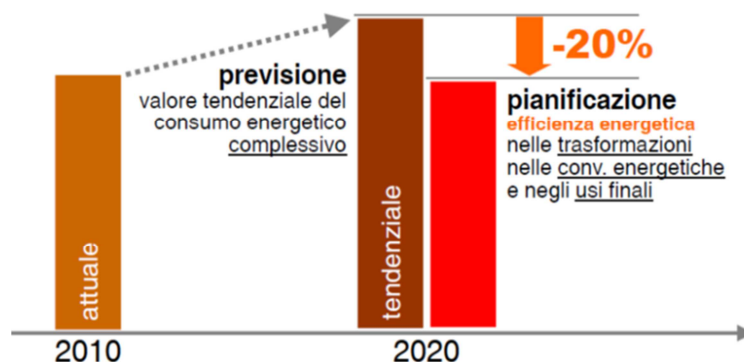 -20%
previsione
valore tendenziale del
consumo energetico
complessivo
pianificazione
efficienza energetica
nelle trasformazioni
nelle conv. energetiche
e negli usi finali
attuale
tendenziale
2010
2020